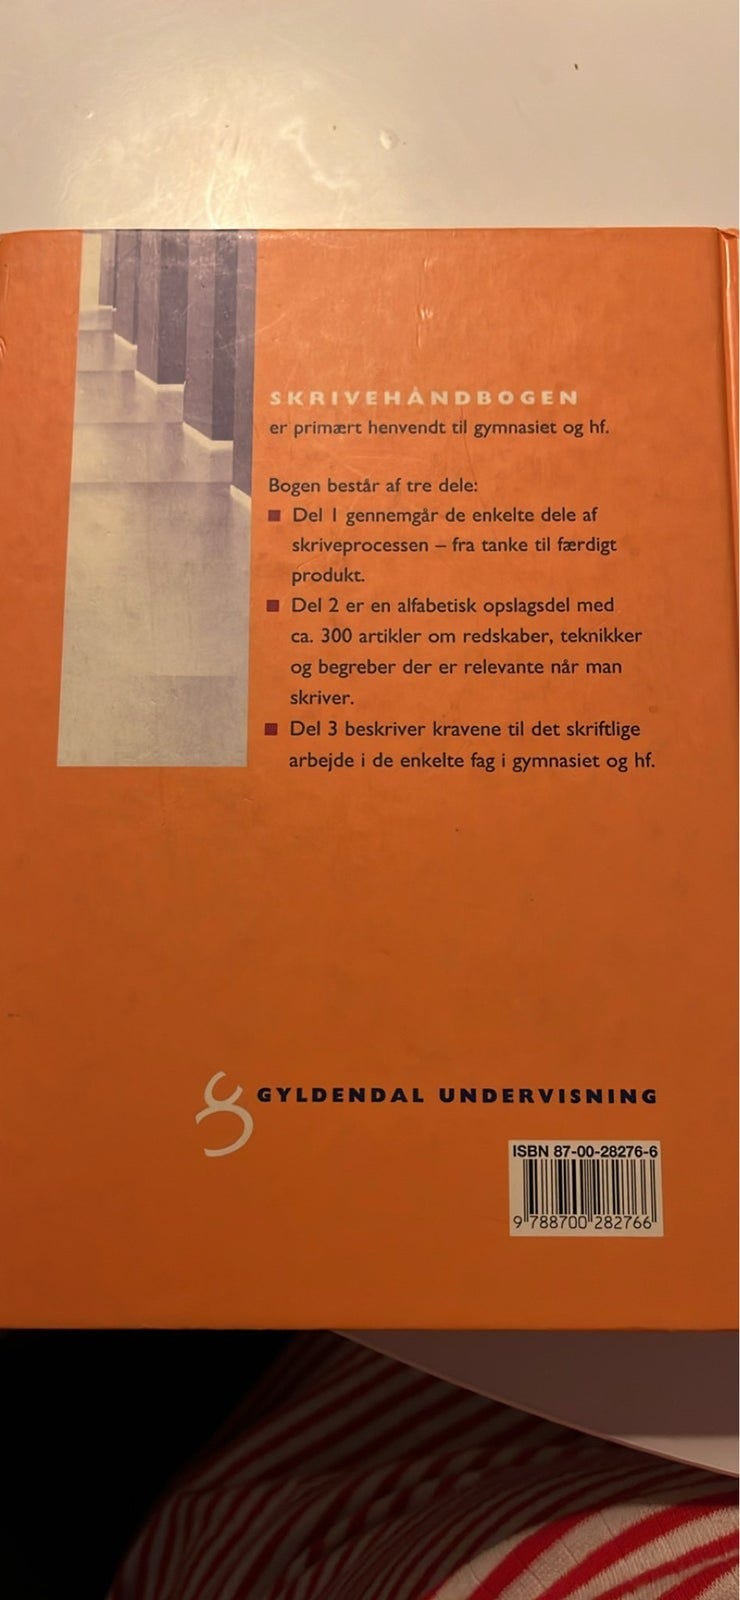 SKRIVEHÅNDBOGEN
er primært henvendt til gymnasiet og hf.
Bogen består af tre dele:
■ Del 1 gennemgår de enkelte dele af
skriveprocessen – fra tanke til færdigt
produkt.
■ Del 2 er en alfabetisk opslagsdel med
ca. 300 artikler om redskaber, teknikker
og begreber der er relevante når man
skriver.
■ Del 3 beskriver kravene til det skriftlige
arbejde i de enkelte fag i gymnasiet og hf.
GYLDENDAL UNDERVISNING
ISBN 87-00-28276-6
9 788700 282766